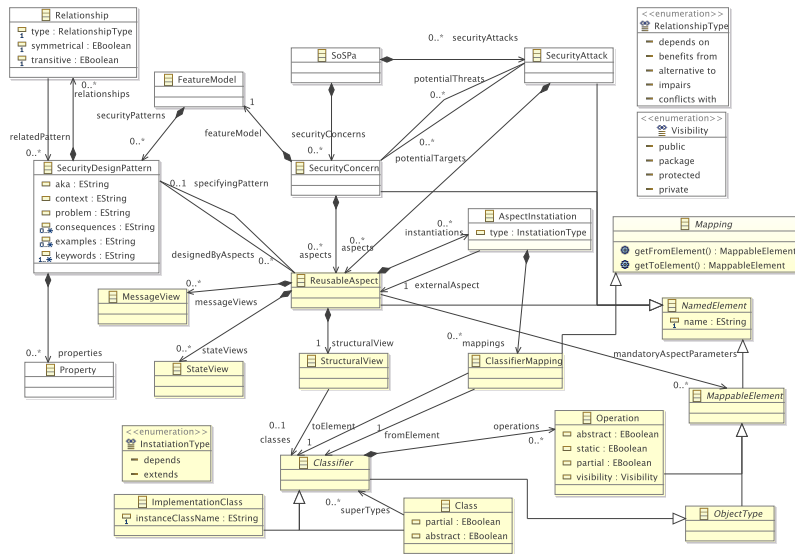 Relationship
type : RelationshipType
symmetrical : EBoolean
transitive : EBoolean
0..*
relationships
relatedPattern
0..*
FeatureModel
securityPatterns
0..*
1
featureModel
SoSPa
0..* securityAttacks
securityConcerns
0..*
SecurityAttack
potentialThreats
0..*
0..*
potentialTargets
<<enumeration>>
RelationshipType
depends on
benefits from
alternative to
impairs
conflicts with
<<enumeration>>
Visibility
public
package
protected
private
SecurityDesignPattern
aka : EString
context : EString
problem : EString
consequences : EString
examples : EString
keywords : EString
0..1 specifyingPattern
designedByAspects
0..*
SecurityConcern
0..*
aspects
0..*
aspects
AspectInstatiation
type : InstatiationType
0..*
instantiations
1 externalAspect
Mapping
getFromElement() : MappableElement
getToElement() : MappableElement
ReusableAspect
MessageView
0..*
messageViews
NamedElement
name : EString
0..* properties
Property
0..* stateViews
StateView
1 structuralView
StructuralView
0..*
mappings
ClassifierMapping
mandatoryAspectParameters
0..*
MappableElement
<<enumeration>>
InstatiationType
depends
extends
0..1
classes
toElement
1
1
fromElement
operations
0..*
Operation
abstract : EBoolean
static : EBoolean
partial : EBoolean
visibility : Visibility
Classifier
ImplementationClass
instanceClassName : EString
0..*
superTypes
Class
partial : EBoolean
abstract : EBoolean
ObjectType